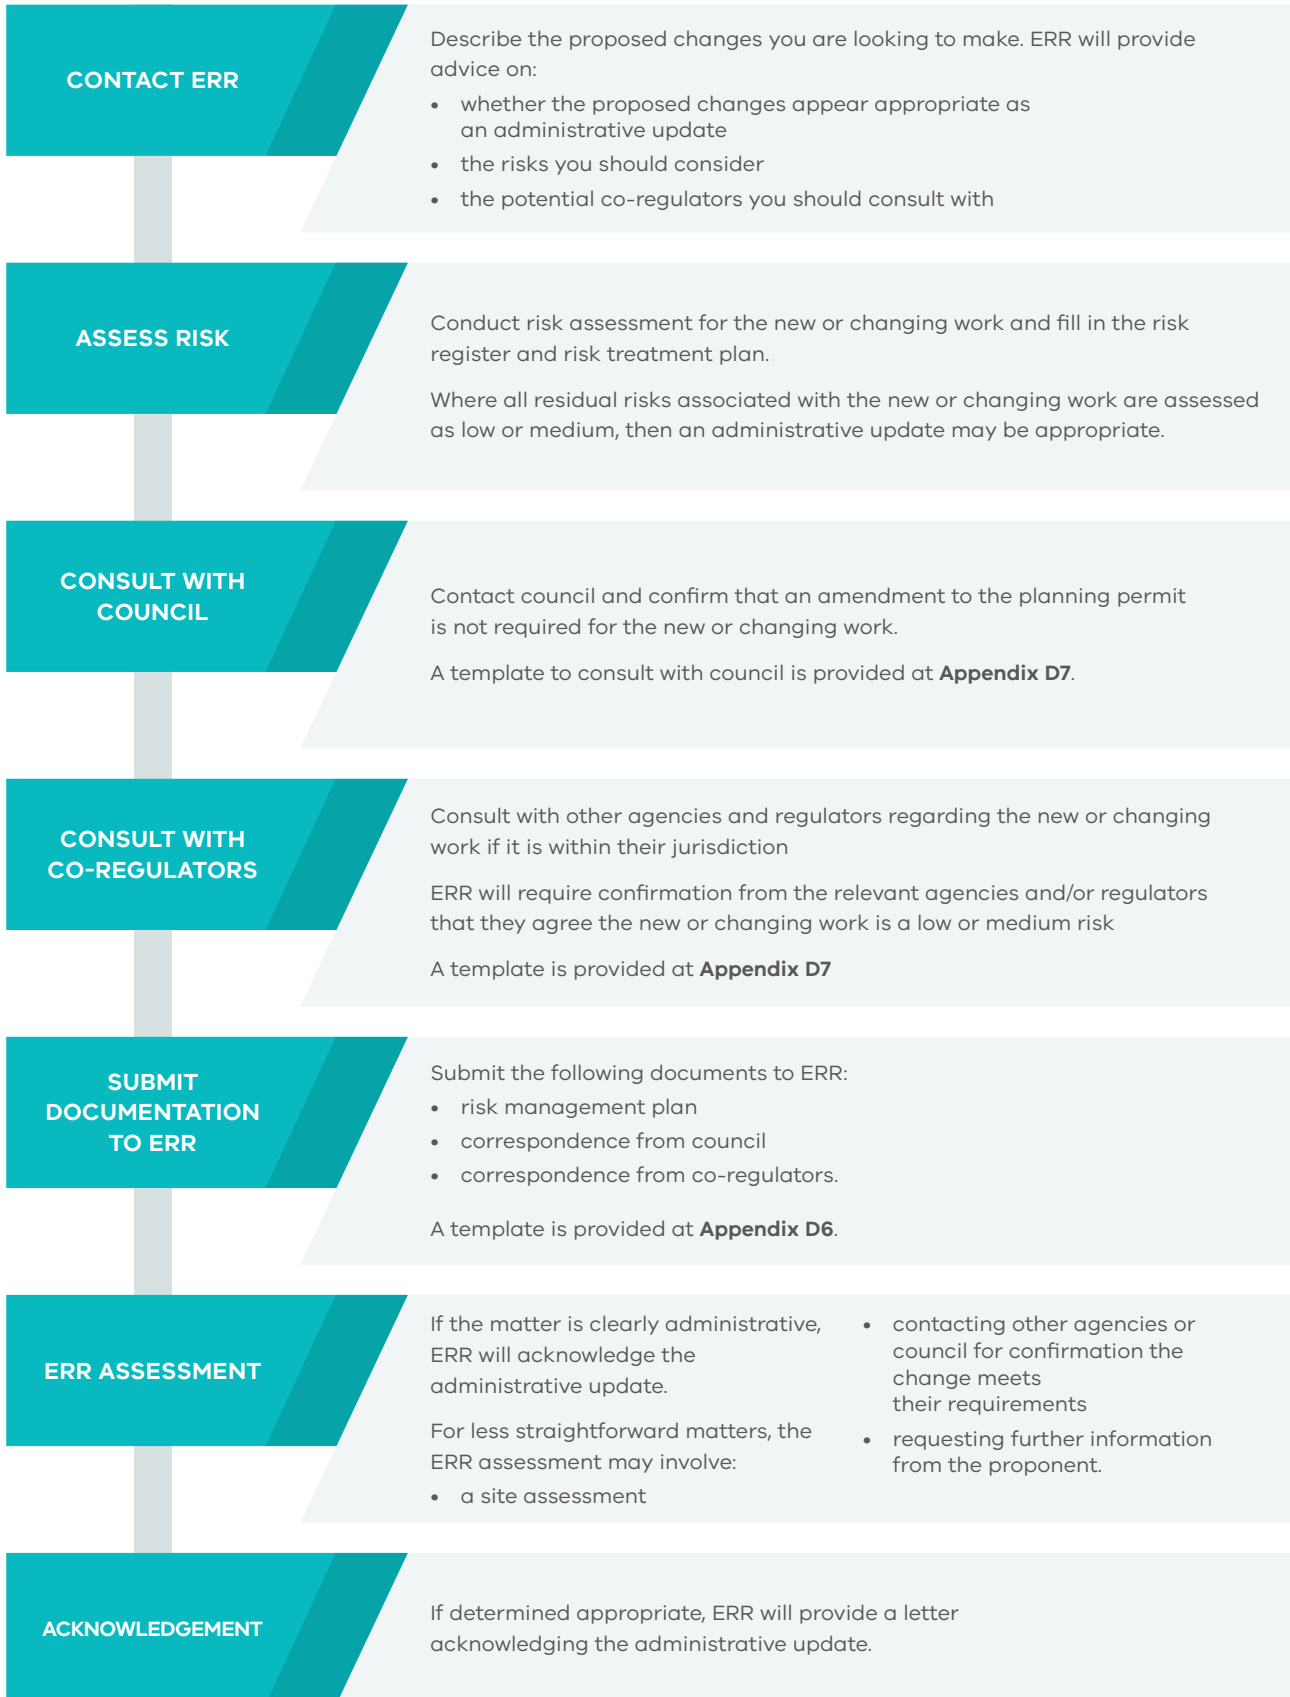 CONTACT ERR
Describe the proposed changes you are looking to make. ERR will provide
advice on:
• whether the proposed changes appear appropriate as
an administrative update
• the risks you should consider
• the potential co-regulators you should consult with
ASSESS RISK
Conduct risk assessment for the new or changing work and fill in the risk
register and risk treatment plan.
Where all residual risks associated with the new or changing work are assessed
as low or medium, then an administrative update may be appropriate.
CONSULT WITH
COUNCIL
Contact council and confirm that an amendment to the planning permit
is not required for the new or changing work.
A template to consult with council is provided at Appendix D7.
CONSULT WITH
CO-REGULATORS
Consult with other agencies and regulators regarding the new or changing
work if it is within their jurisdiction
ERR will require confirmation from the relevant agencies and/or regulators
that they agree the new or changing work is a low or medium risk
A template is provided at Appendix D7
SUBMIT
DOCUMENTATION
TO ERR
Submit the following documents to ERR:
• risk management plan
• correspondence from council
• correspondence from co-regulators.
A template is provided at Appendix D6.
ERR ASSESSMENT
If the matter is clearly administrative,
ERR will acknowledge the
administrative update.
For less straightforward matters, the
ERR assessment may involve:
• a site assessment
• contacting other agencies or
council for confirmation the
change meets
their requirements
• requesting further information
from the proponent.
ACKNOWLEDGEMENT
If determined appropriate, ERR will provide a letter
acknowledging the administrative update.